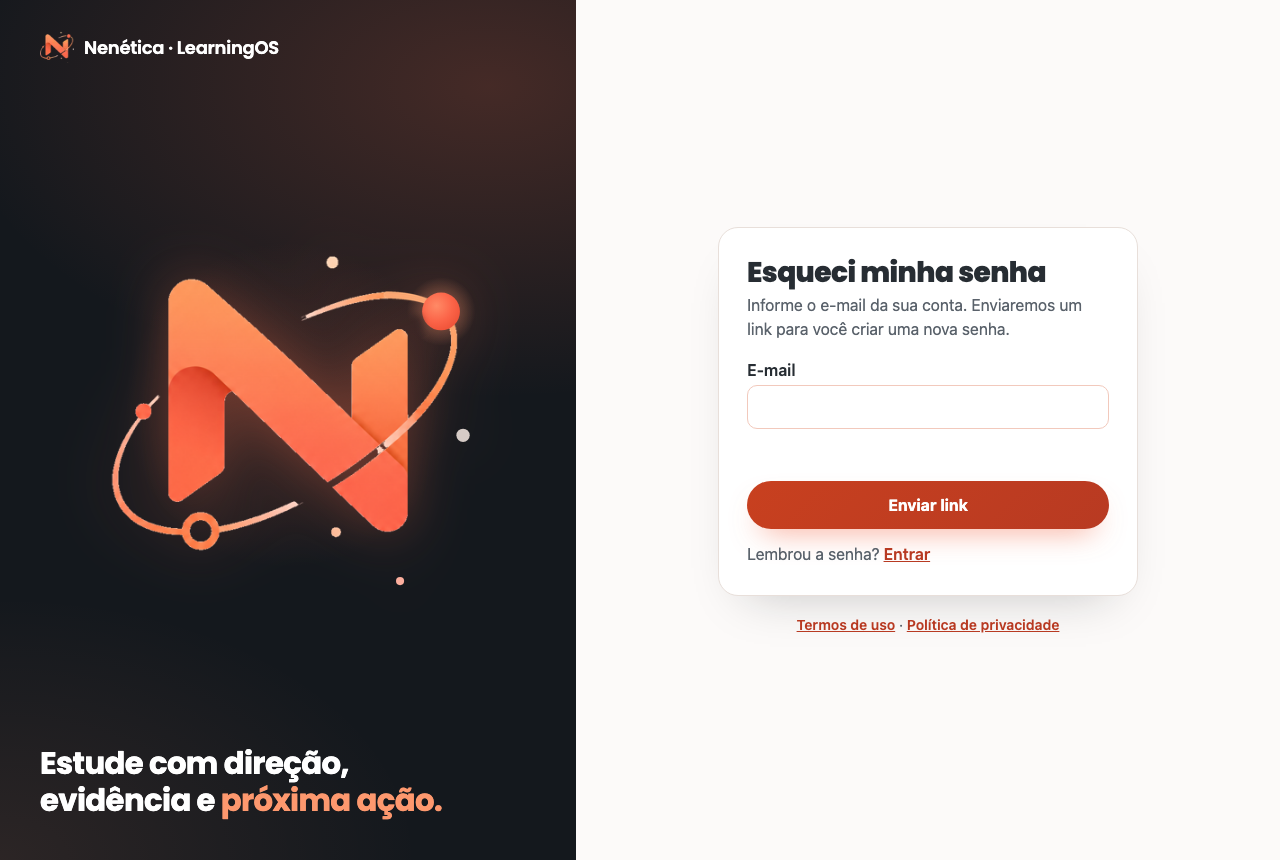 Nenética · LearningOS
Estude com direção,
evidência e próxima ação.
Esqueci minha senha
Informe o e-mail da sua conta. Enviaremos um
link para você criar uma nova senha.
E-mail
Enviar link
Lembrou a senha? Entrar
Termos de uso · Política de privacidade